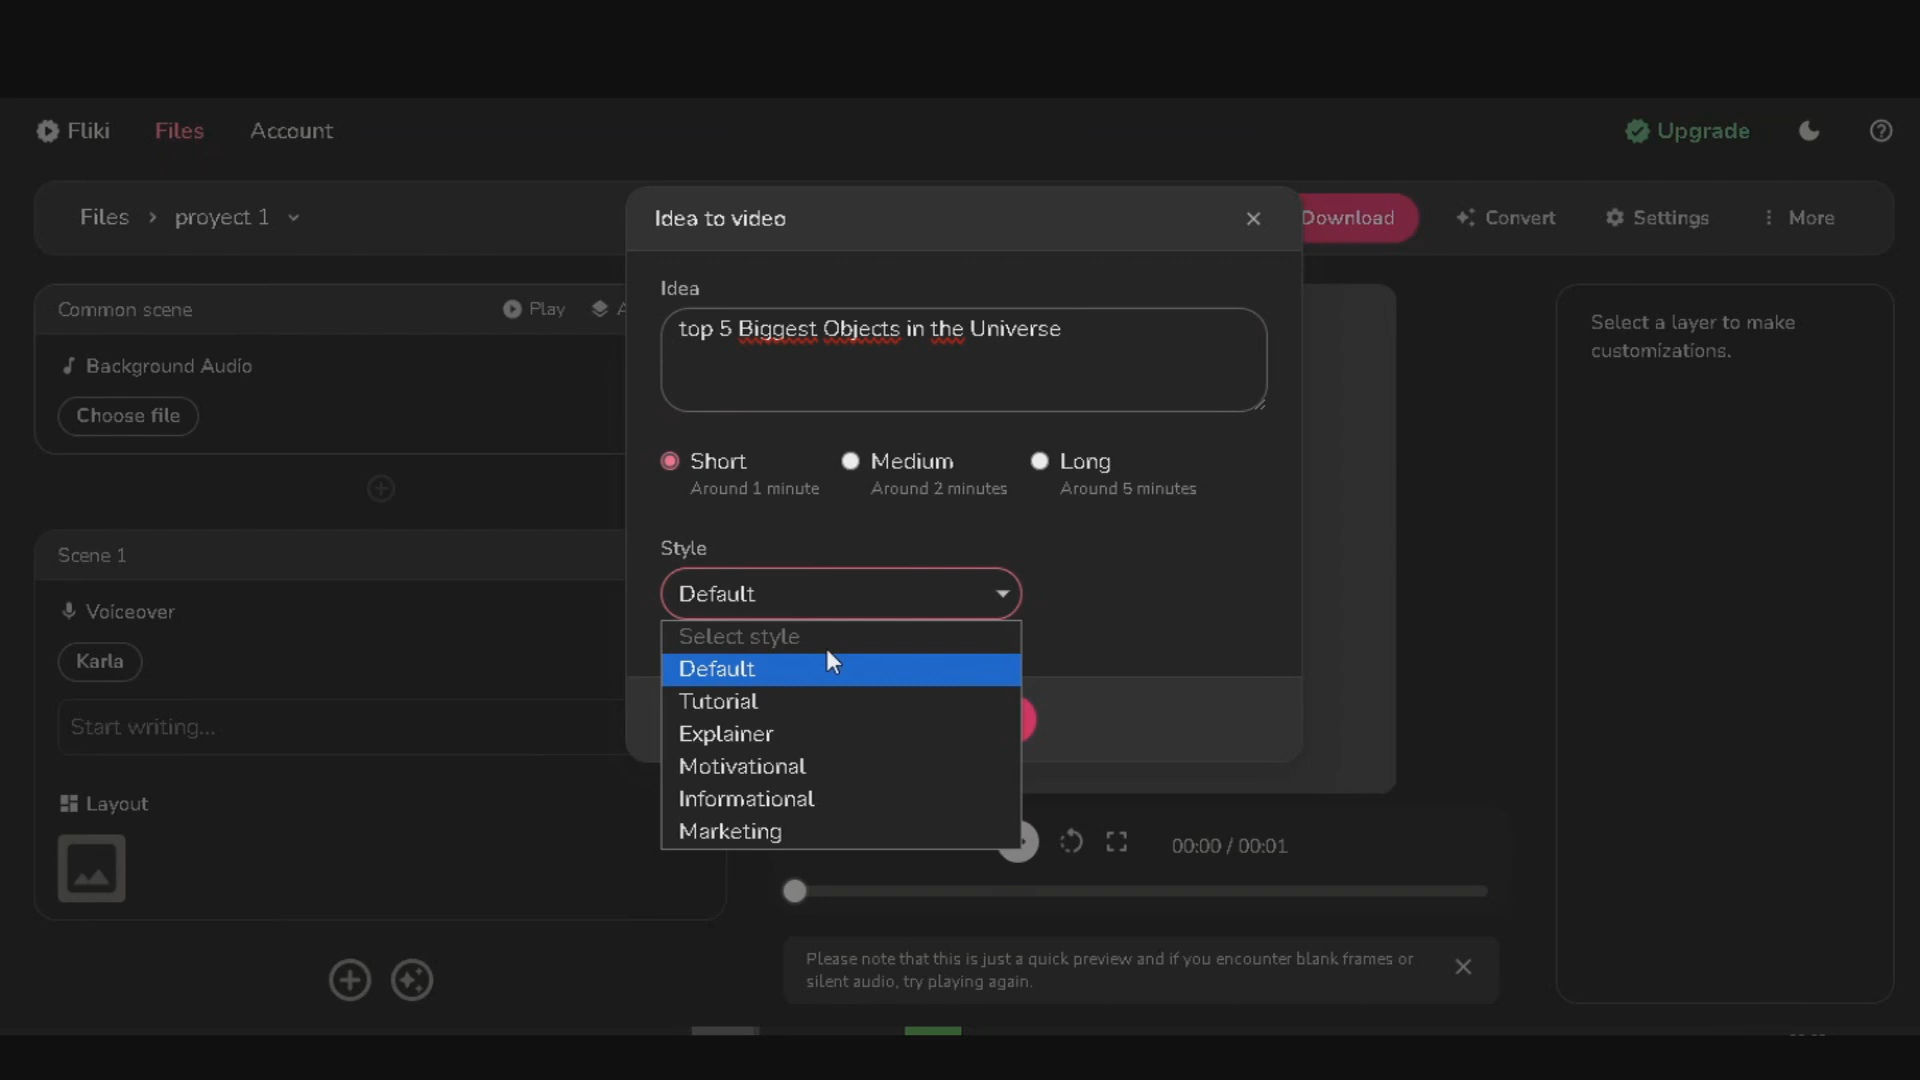 Fliki
Files
Account
Upgrade
Files > proyect 1
Idea to video
Download
Convert
Settings
More
Common scene
Play
Background Audio
Choose file
Idea
top 5 Biggest Objects in the Universe
Short
Around 1 minute
Medium
Around 2 minutes
Long
Around 5 minutes
Select a layer to make
customizations.
Scene 1
Voiceover
Karla
Start writing...
Layout
Style
Default
Select style
Default
Tutorial
Explainer
Motivational
Informational
Marketing
00:00 / 00:01
Please note that this is just a quick preview and if you encounter blank frames or
silent audio, try playing again.